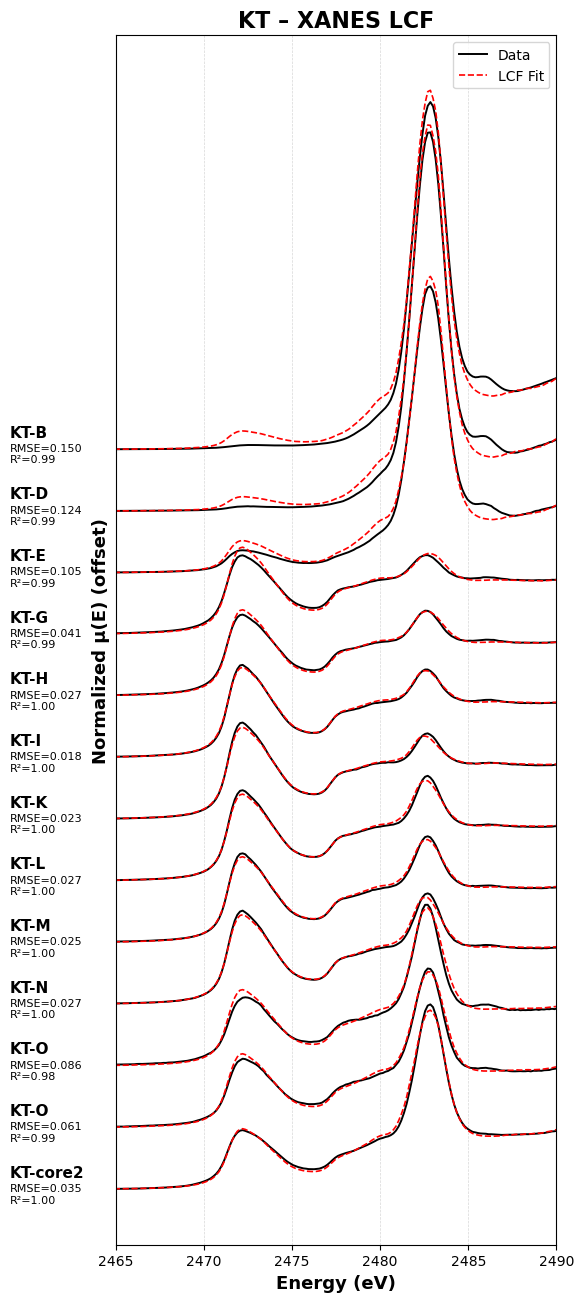 KT – XANES LCF
Data
LCF Fit
KT-B
RMSE=0.150
R²=0.99
KT-D
RMSE=0.124
R²=0.99
KT-E
RMSE=0.105
R²=0.99
KT-G
RMSE=0.041
R²=0.99
KT-H
RMSE=0.027
R²=1.00
KT-I
RMSE=0.018
R²=1.00
KT-K
RMSE=0.023
R²=1.00
KT-L
RMSE=0.027
R²=1.00
KT-M
RMSE=0.025
R²=1.00
KT-N
RMSE=0.027
R²=1.00
KT-O
RMSE=0.086
R²=0.98
KT-O
RMSE=0.061
R²=0.99
KT-core2
RMSE=0.035
R²=1.00
Normalized μ(E) (offset)
2465 2470 2475 2480 2485 2490
Energy (eV)